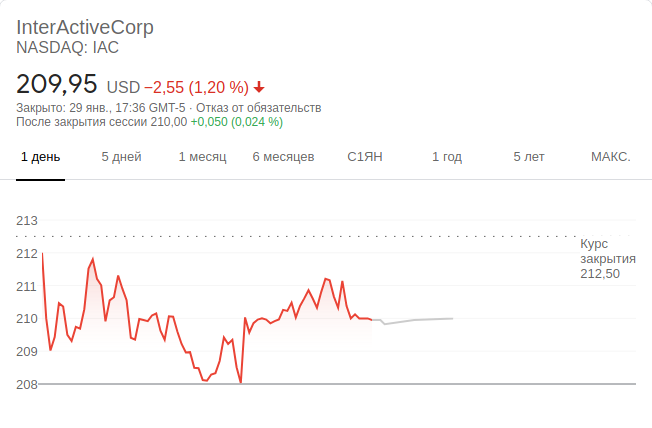 InterActiveCorp
NASDAQ: IAC
209,95 USD −2,55 (1,20 %)
Закрыто: 29 янв., 17:36 GMT-5 · Отказ от обязательств
После закрытия сессии 210,00 +0,050 (0,024 %)
1 день 5 дней 1 месяц 6 месяцев С1ЯН 1 год 5 лет МАКС.
213
212
211
210
209
208
Курс
закрытия
212,50